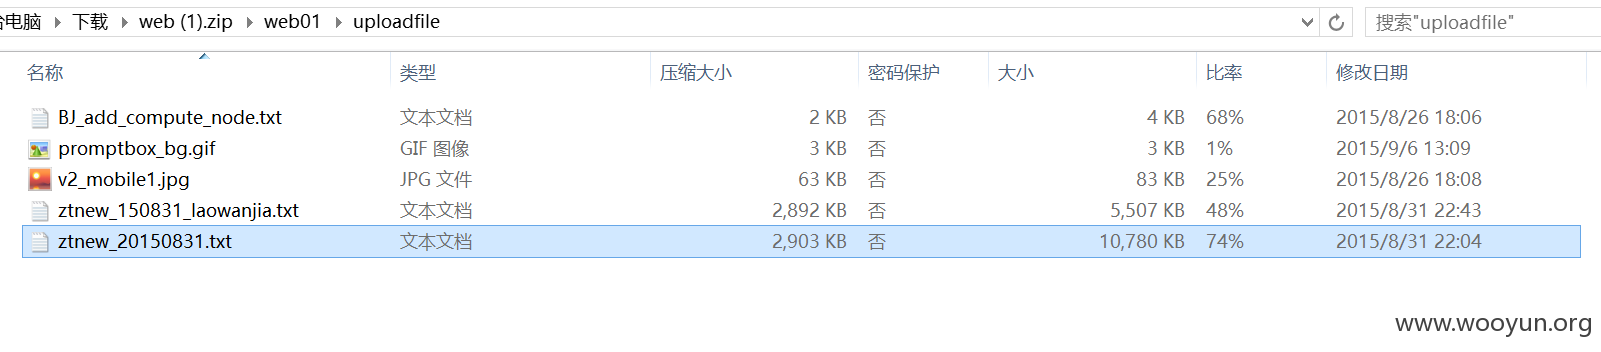 台电脑 › 下载 › web (1).zip › web01 › uploadfile 搜索"uploadfile"
名称 类型 压缩大小 密码保护 大小 比率 修改日期
BJ_add_compute_node.txt 文本文档 2 KB 否 4 KB 68% 2015/8/26 18:06
promptbox_bg.gif GIF 图像 3 KB 否 3 KB 1% 2015/9/6 13:09
v2_mobile1.jpg JPG 文件 63 KB 否 83 KB 25% 2015/8/26 18:08
ztnew_150831_laowanjia.txt 文本文档 2,892 KB 否 5,507 KB 48% 2015/8/31 22:43
ztnew_20150831.txt 文本文档 2,903 KB 否 10,780 KB 74% 2015/8/31 22:04
www.wooyun.org